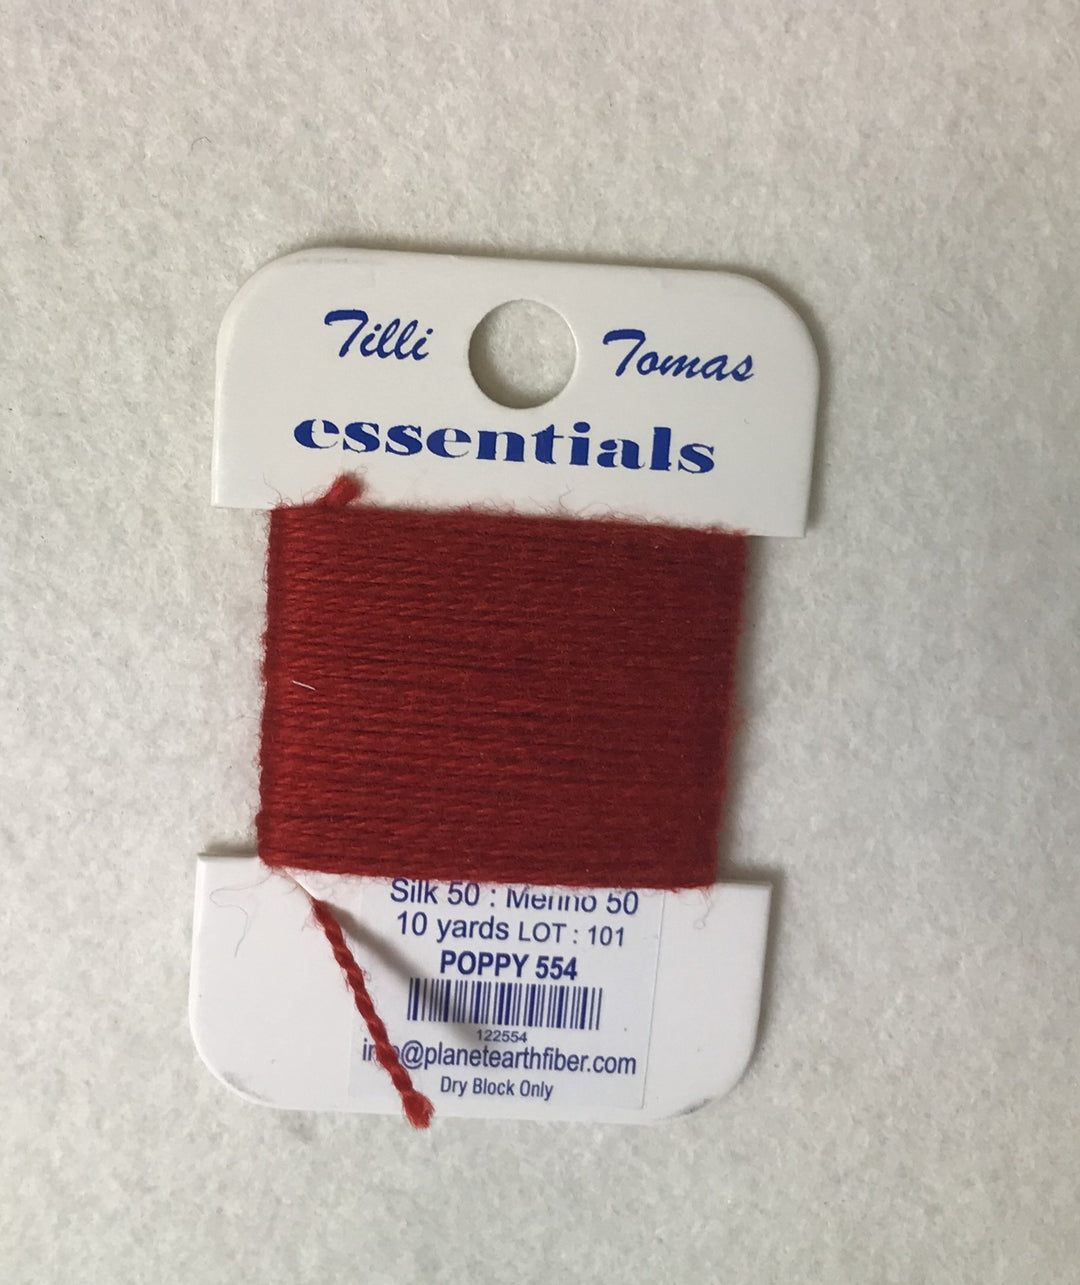 Tilli Tomas
essentials
Silk 50 : Merino 50
10 yards LOT : 101
POPPY 554
122554
info@planetearthfiber.com
Dry Block Only